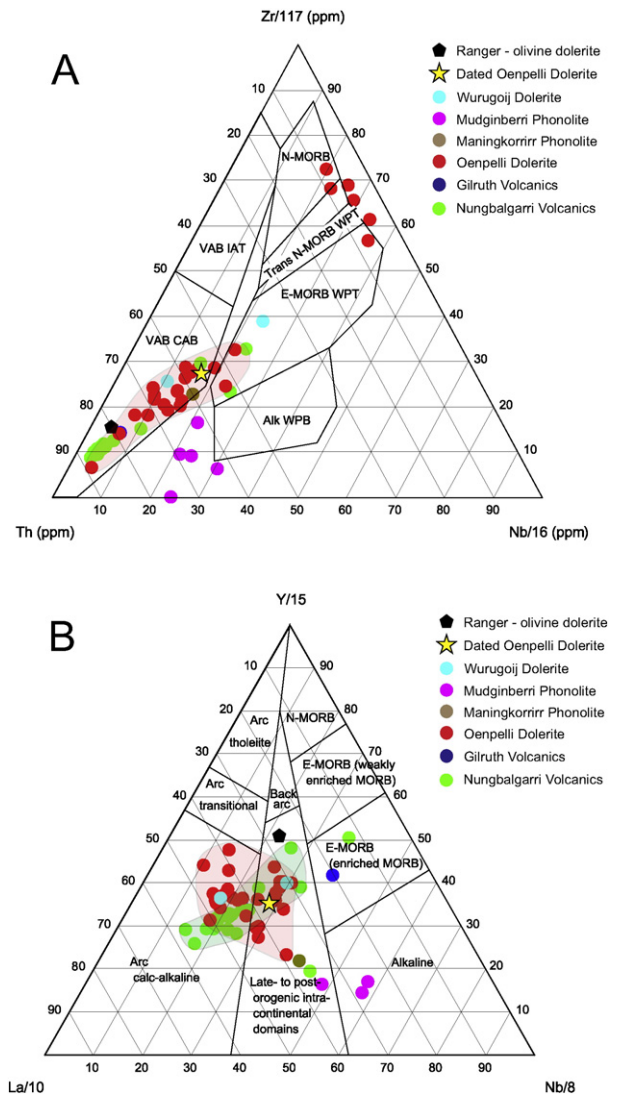 Zr/117 (ppm)
A
Ranger - olivine dolerite
Dated Oenpelli Dolerite
Wurugoij Dolerite
Mudginberri Phonolite
Maningkorrirr Phonolite
Oenpelli Dolerite
Gilruth Volcanics
Nungbalgarri Volcanics
10 90
20 80
30 N-MORB 70
40 60
Trans N-MORB WPT
VAB IAT
50 50
E-MORB WPT
60 40
VAB CAB
70 30
80 20
Alk WPB
90 10
10 20 30 40 50 60 70 80 90
Th (ppm) Nb/16 (ppm)
Y/15
B
Ranger - olivine dolerite
Dated Oenpelli Dolerite
Wurugoij Dolerite
Mudginberri Phonolite
Maningkorrirr Phonolite
Oenpelli Dolerite
Gilruth Volcanics
Nungbalgarri Volcanics
10 90
20 80
Arc
tholeiite
N-MORB
30 70
E-MORB (weakly
enriched MORB)
Arc
transitional
Back
arc
40 60
50 50
E-MORB
(enriched MORB)
60 40
70 30
80 20
Arc
calc-alkaline
Alkaline
Late- to post-
orogenic intra-
continental
domains
90 10
10 20 30 40 50 60 70 80 90
La/10 Nb/8